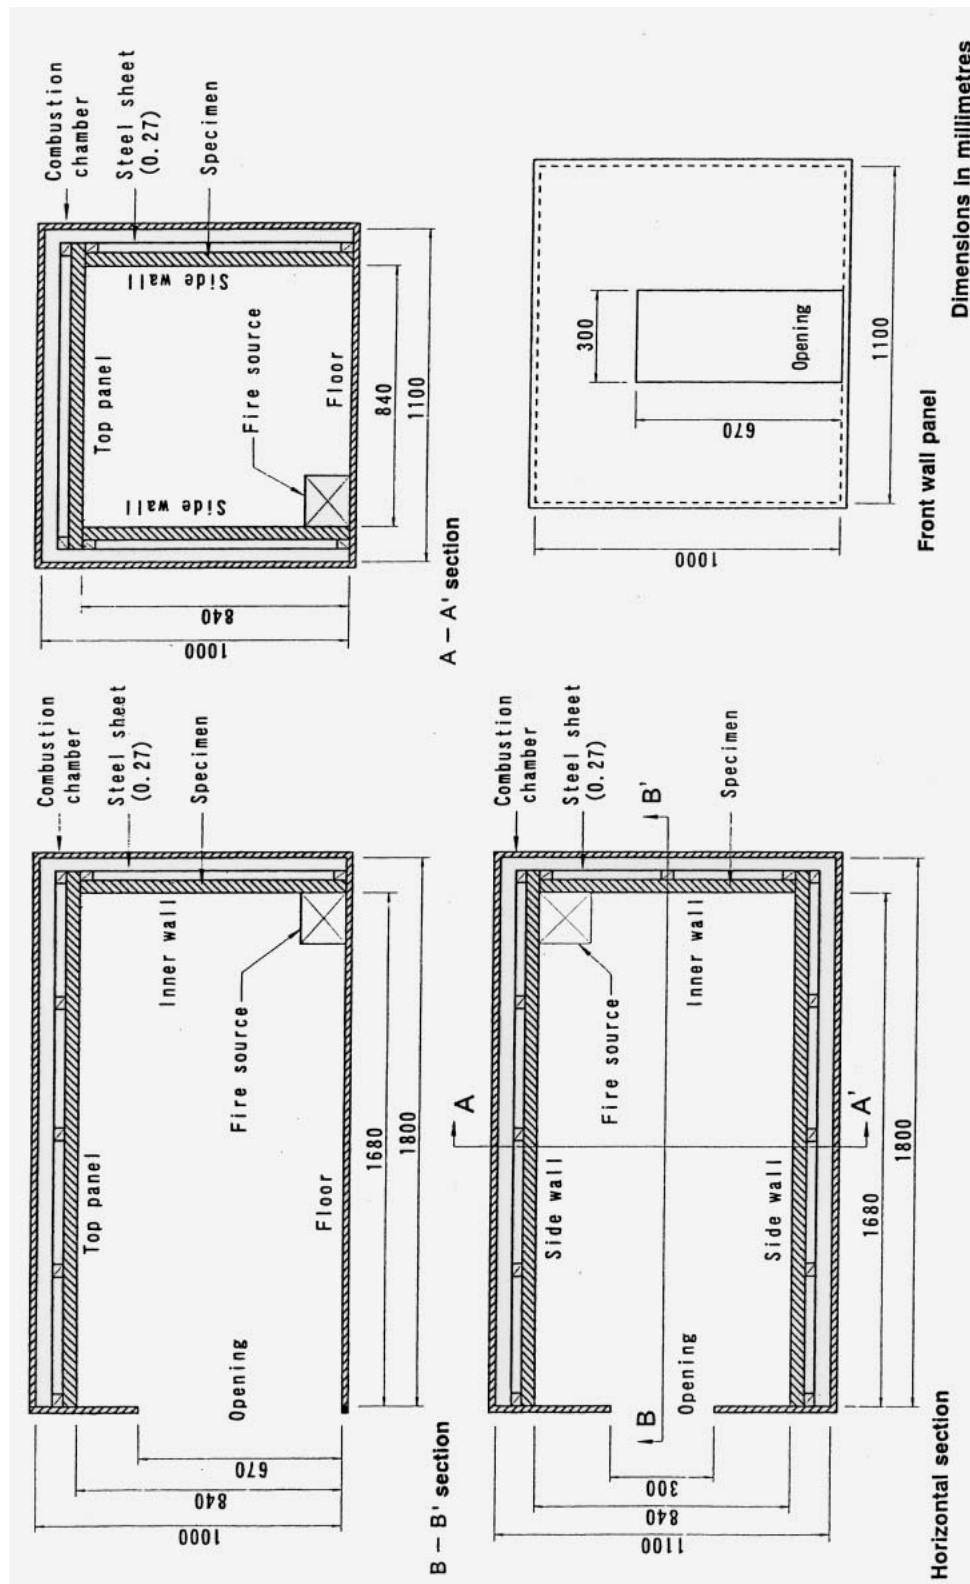 Combustion
chamber
Steel sheet
(0.27)
Specimen
Top panel
Inner wall
Fire source
Opening
Floor
1680
1800
670
840
1000
B – B' section
Combustion
chamber
Steel sheet
(0.27)
Specimen
Top panel
Side wall
Side wall
Fire source
Floor
840
1100
840
1000
A – A' section
Combustion
chamber
Steel sheet
(0.27)
B'
Specimen
Inner wall
Fire source
A
A'
Side wall
Side wall
Opening
B
1680
1800
300
840
1100
Horizontal section
300
Opening
670
1100
1000
Front wall panel
Dimensions in millimetres